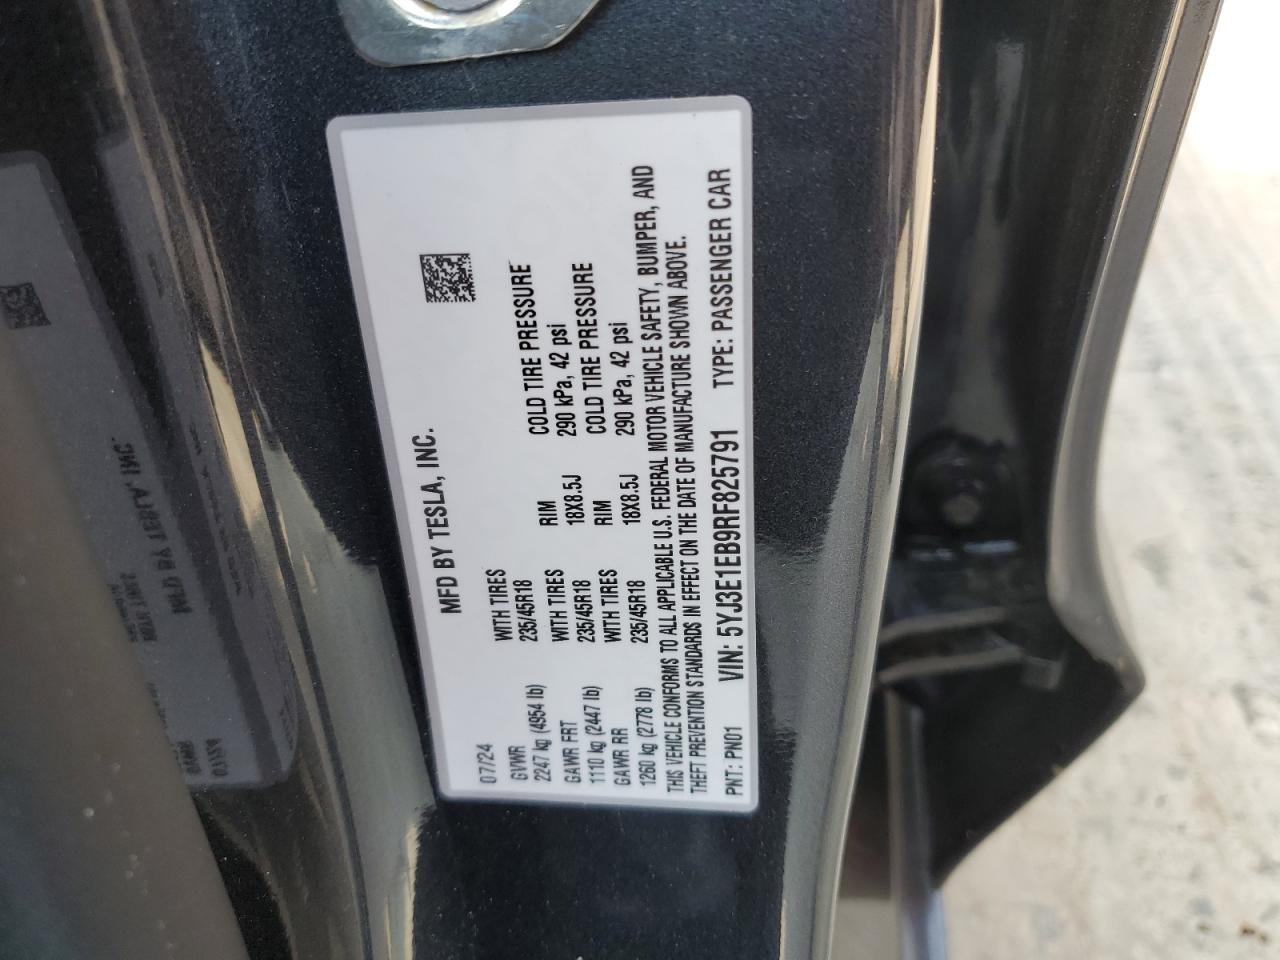 MFD BY TESLA, INC.
07/24
GVWR WITH TIRES RIM COLD TIRE PRESSURE
2247 kg (4954 lb) 235/45R18 18X8.5J 290 kPa, 42 psi
GAWR FRT WITH TIRES RIM COLD TIRE PRESSURE
1110 kg (2447 lb) 235/45R18 18X8.5J 290 kPa, 42 psi
GAWR RR WITH TIRES
1260 kg (2778 lb) 235/45R18
THIS VEHICLE CONFORMS TO ALL APPLICABLE U.S. FEDERAL MOTOR VEHICLE SAFETY, BUMPER, AND
THEFT PREVENTION STANDARDS IN EFFECT ON THE DATE OF MANUFACTURE SHOWN ABOVE.
PNT: PN01 VIN: 5YJ3E1EB9RF825791 TYPE: PASSENGER CAR